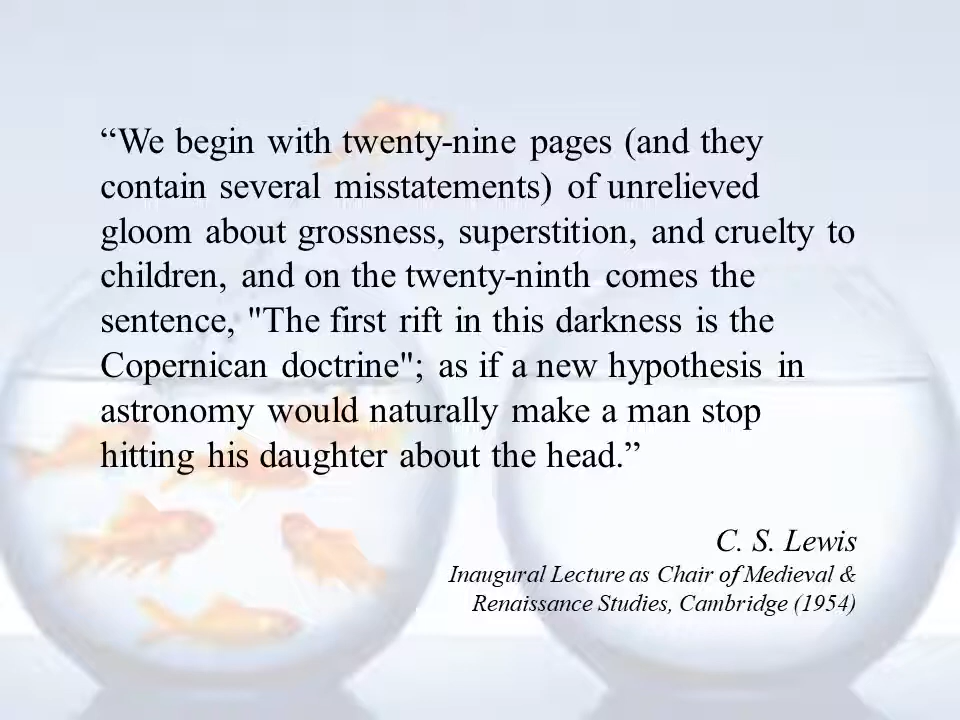 “We begin with twenty-nine pages (and they
contain several misstatements) of unrelieved
gloom about grossness, superstition, and cruelty to
children, and on the twenty-ninth comes the
sentence, "The first rift in this darkness is the
Copernican doctrine"; as if a new hypothesis in
astronomy would naturally make a man stop
hitting his daughter about the head.”
C. S. Lewis
Inaugural Lecture as Chair of Medieval &
Renaissance Studies, Cambridge (1954)